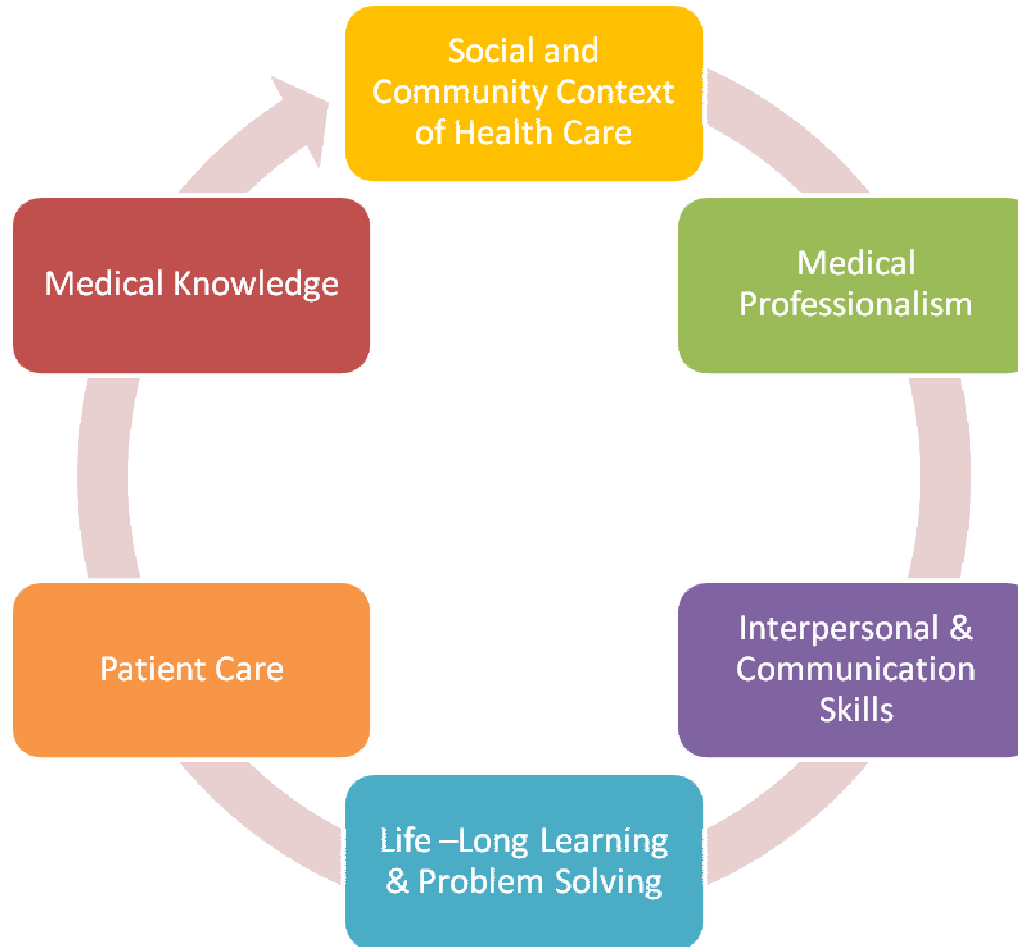 Social and
Community Context
of Health Care
Medical
Professionalism
Interpersonal &
Communication
Skills
Life –Long Learning
& Problem Solving
Patient Care
Medical Knowledge